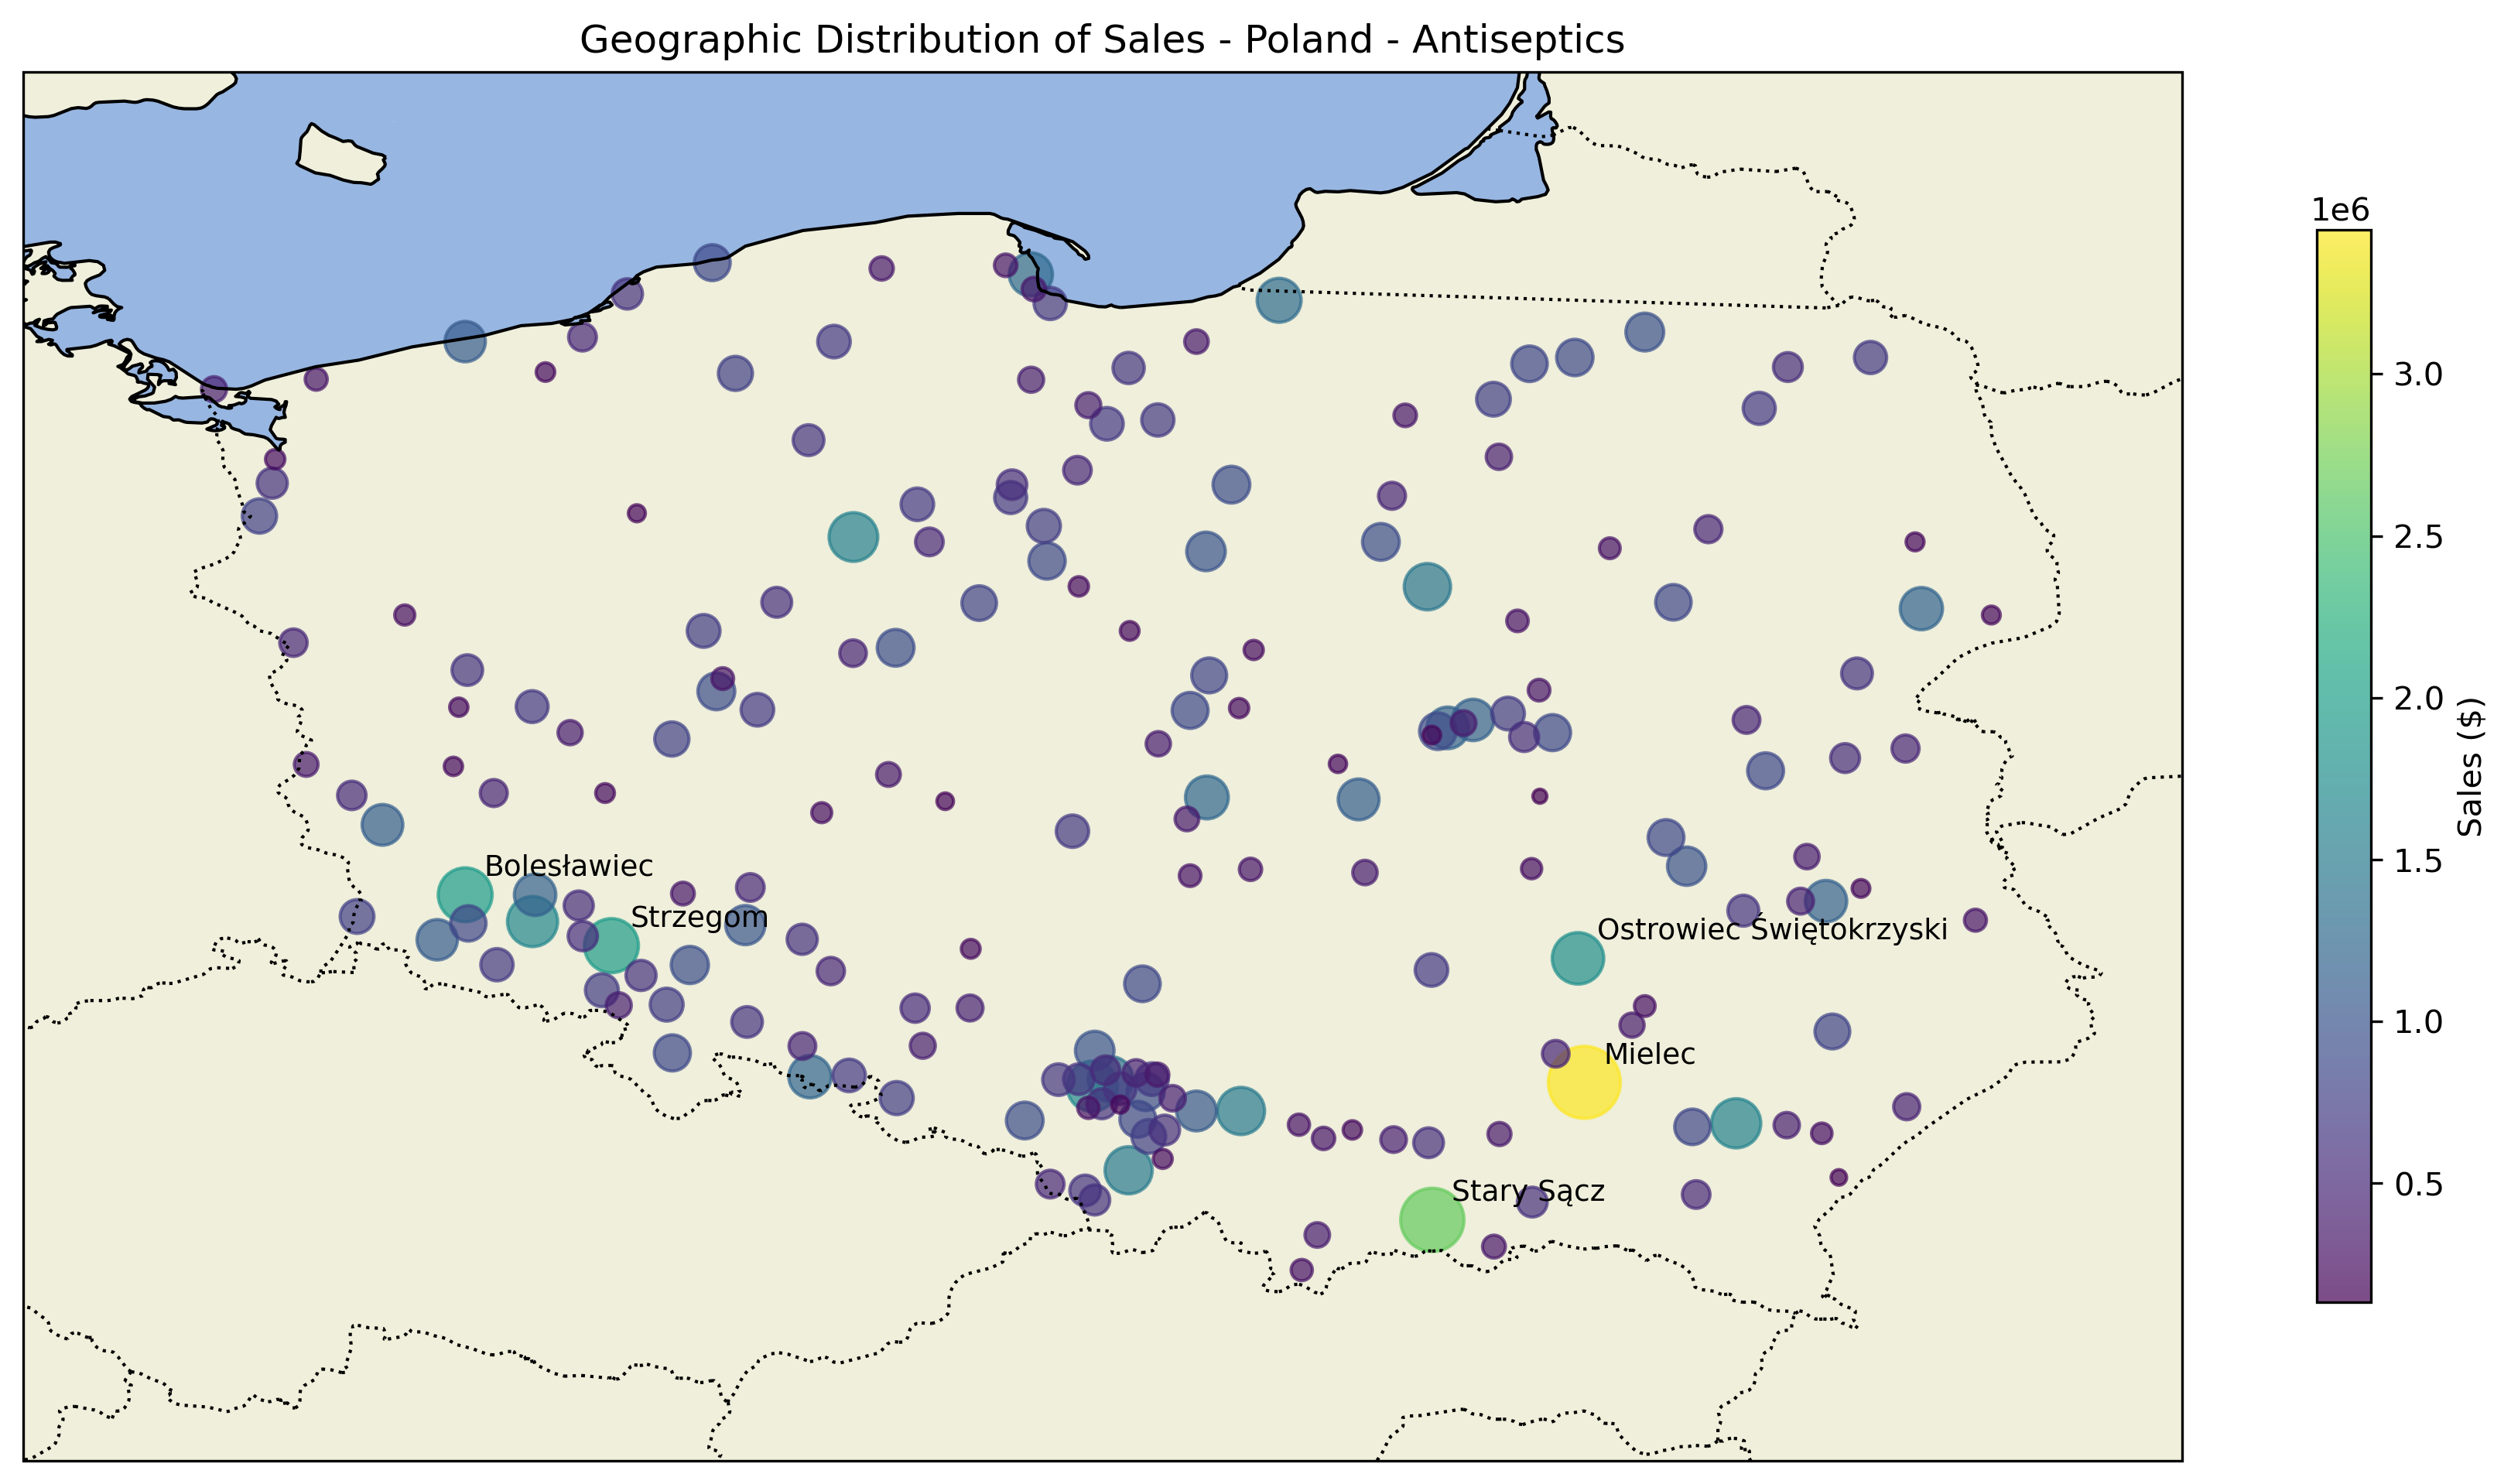 Geographic Distribution of Sales - Poland - Antiseptics
1e6
3.0
2.5
2.0
1.5
1.0
0.5
Sales ($)
Bolesławiec
Strzegom
Ostrowiec Świętokrzyski
Mielec
Stary Sącz